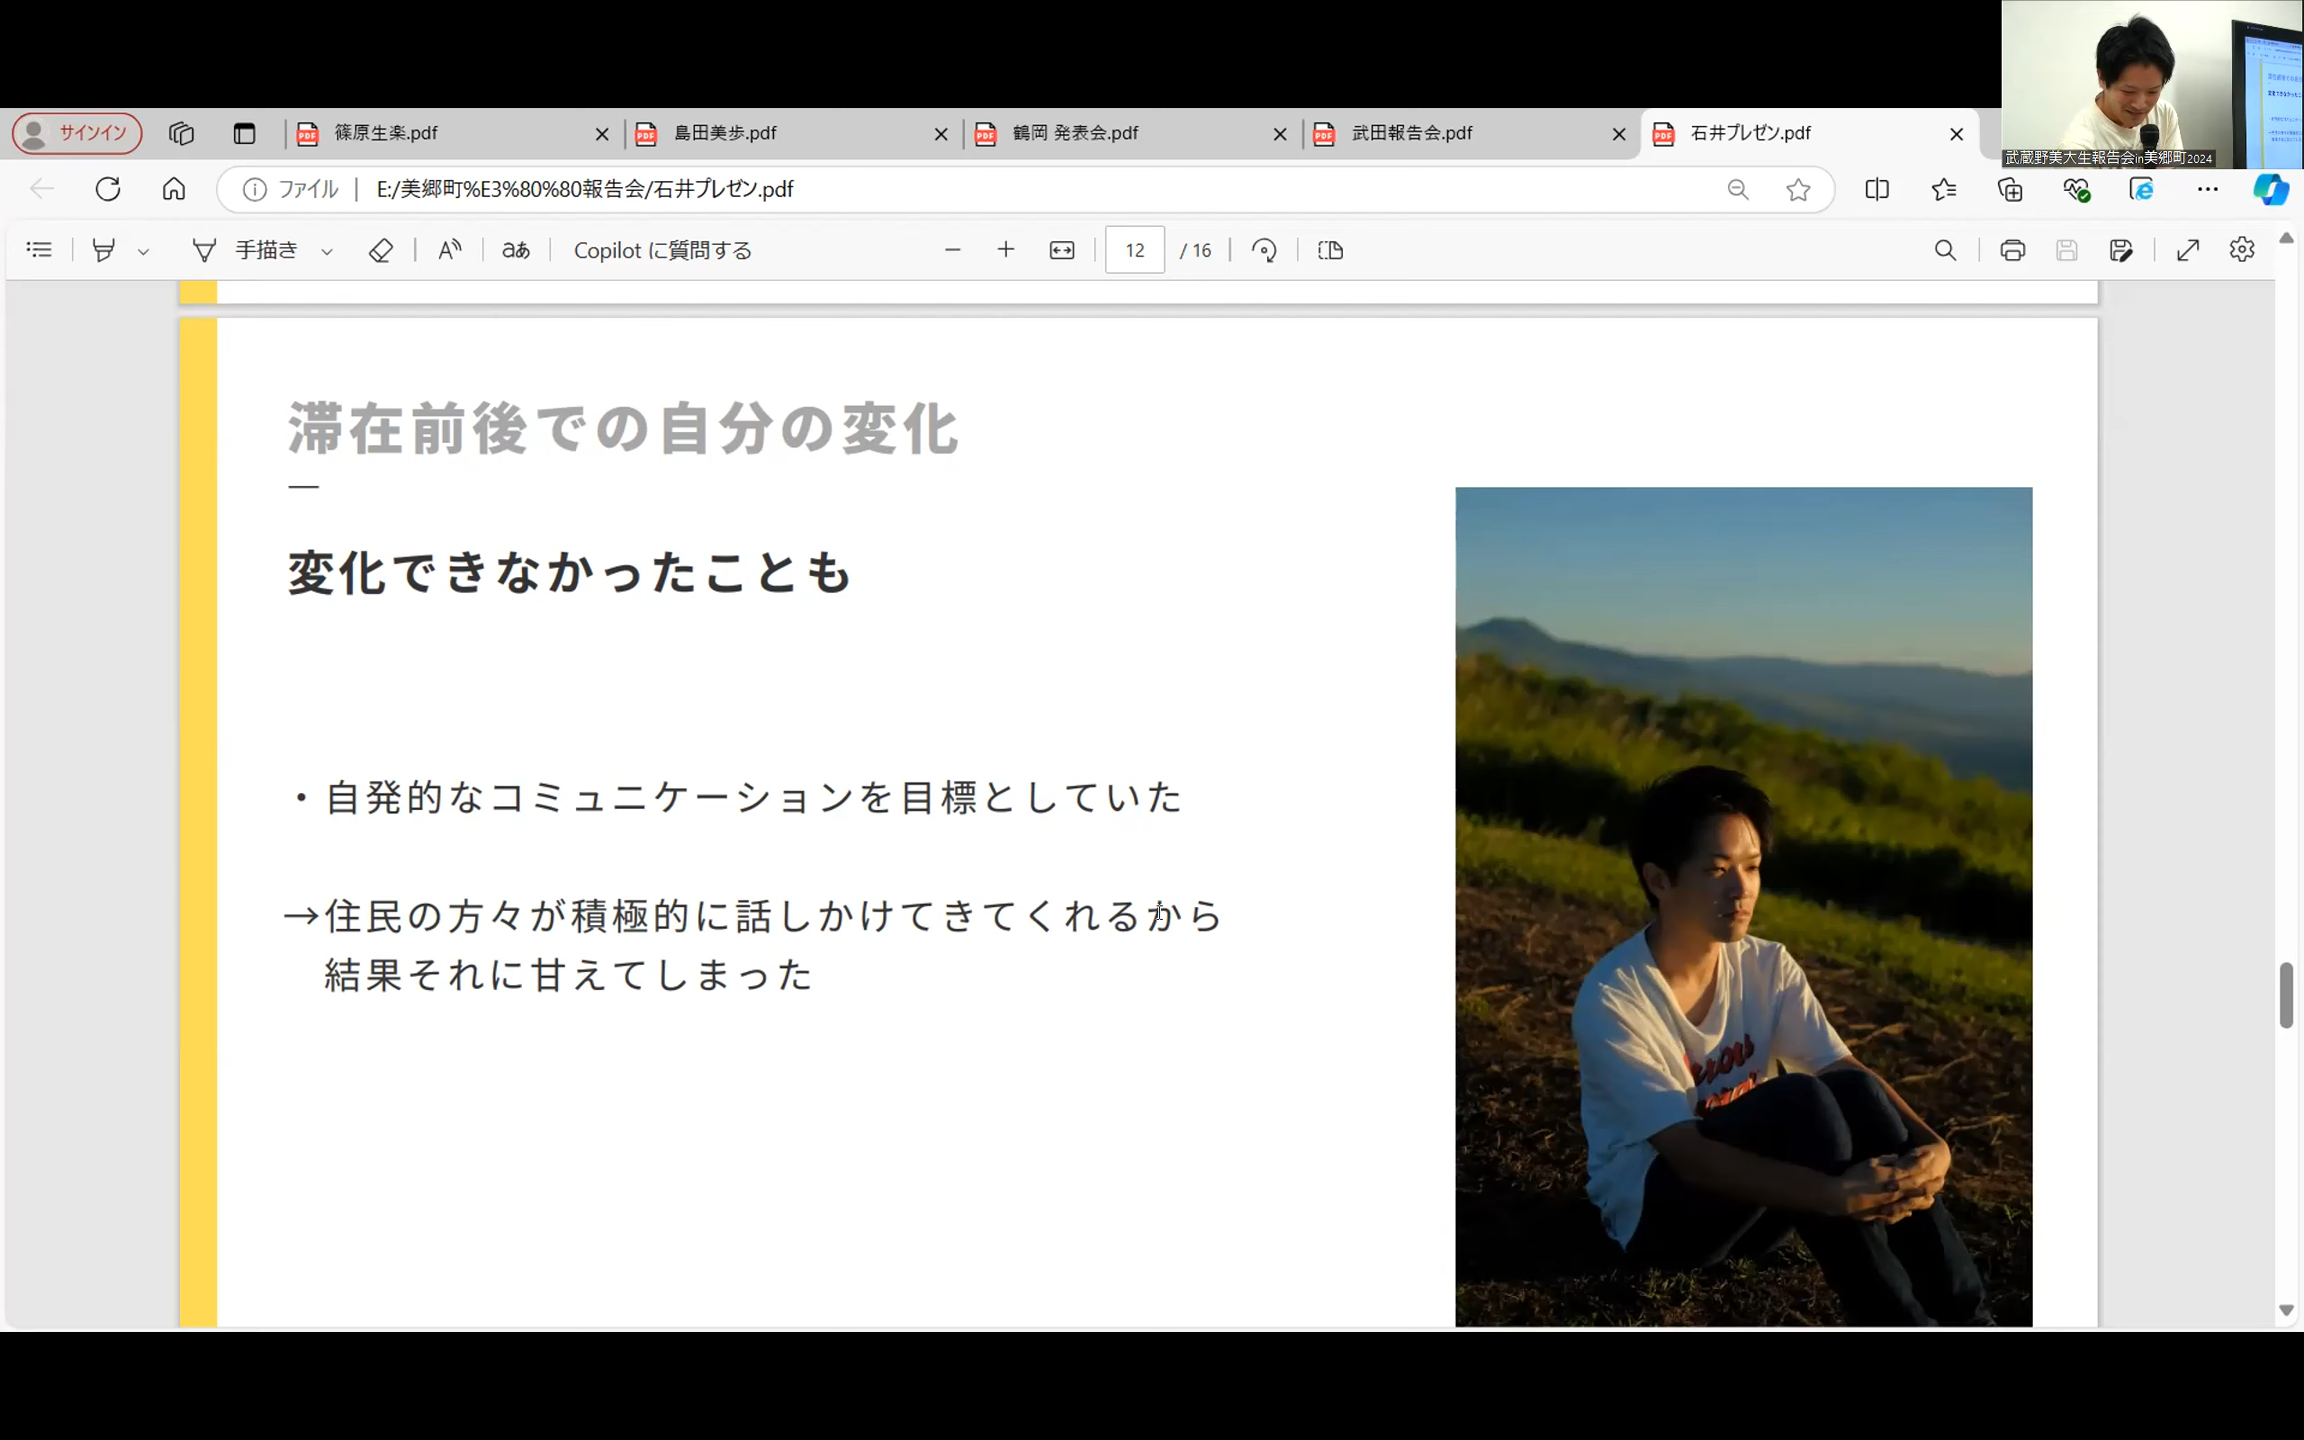 武蔵野美大生報告会in美郷町2024
サインイン
篠原生楽.pdf
島田美歩.pdf
鶴岡 発表会.pdf
武田報告会.pdf
石井プレゼン.pdf
ファイル
E:/美郷町%E3%80%80報告会/石井プレゼン.pdf
手描き
aあ
Copilot に質問する
12 / 16
滞在前後での自分の変化
変化できなかったことも
・自発的なコミュニケーションを目標としていた
→住民の方々が積極的に話しかけてきてくれるから
結果それに甘えてしまった